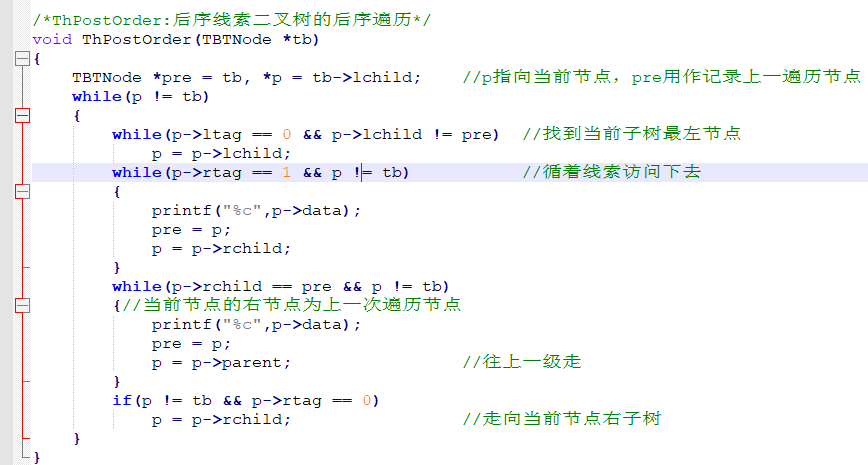 /*ThPostOrder:后序线索二叉树的后序遍历*/
void ThPostOrder(TBTNode *tb)
{
    TBTNode *pre = tb, *p = tb->lchild;    //p指向当前节点，pre用作记录上一遍历节点
    while(p != tb)
    {
        while(p->ltag == 0 && p->lchild != pre)  //找到当前子树最左节点
            p = p->lchild;
        while(p->rtag == 1 && p != tb)           //循着线索访问下去
        {
            printf("%c",p->data);
            pre = p;
            p = p->rchild;
        }
        while(p->rchild == pre && p != tb)
        {//当前节点的右节点为上一次遍历节点
            printf("%c",p->data);
            pre = p;
            p = p->parent;                 //往上一级走
        }
        if(p != tb && p->rtag == 0)
            p = p->rchild;                 //走向当前节点右子树
    }
}